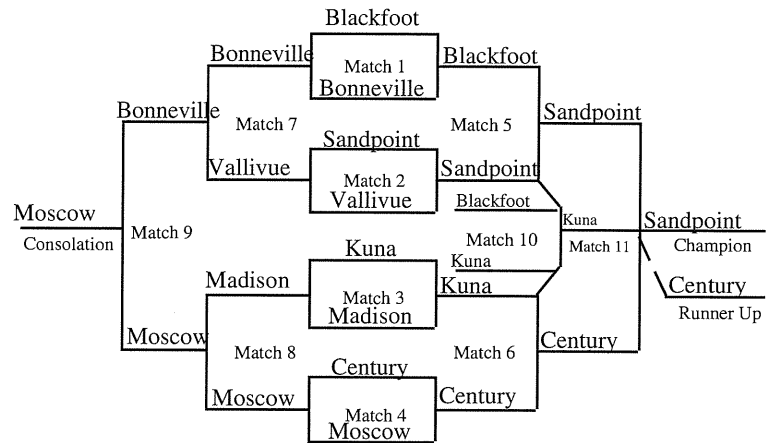 Blackfoot
Bonneville
Match 1
Blackfoot
Bonneville
Bonneville
Sandpoint
Match 7
Match 5
Sandpoint
Vallivue
Match 2
Sandpoint
Vallivue
Blackfoot
Moscow
Kuna
Sandpoint
Consolation
Match 9
Match 10
Match 11
Champion
Kuna
Kuna
Madison
Match 3
Kuna
Century
Madison
Runner Up
Moscow
Match 8
Match 6
Century
Century
Moscow
Match 4
Century
Moscow